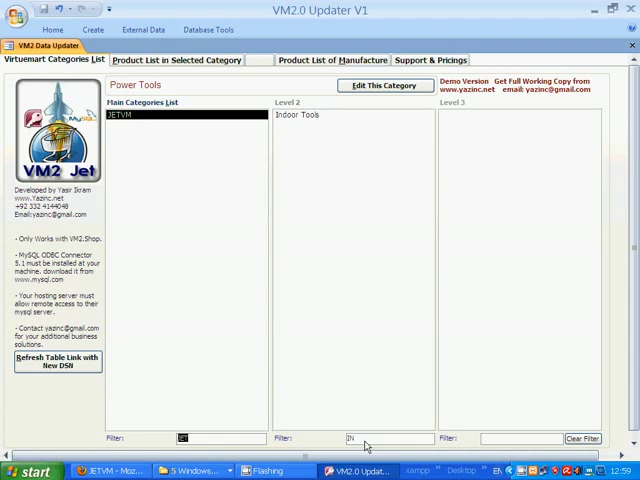 VM2.0 Updater V1
Home
Create
External Data
Database Tools
VM2 Data Updater
Virtuemart Categories List
Product List in Selected Category
Product List of Manufacture
Support & Pricings
Power Tools
Edit This Category
Demo Version Get Full Working Copy from
www.yazinc.net email: yazinc@gmail.com
Main Categories List
Level 2
Level 3
JETVM
Indoor Tools
MySQL
VM2 Jet
Developed by Yasir Ikram
www.Yazinc.net
+92 332 4144048
Email:yazinc@gmail.com
- Only Works with VM2.Shop.
- MySQL ODBC Connector
5.1 must be installed at your
machine. download it from
www.mysql.com
- Your hosting server must
allow remote access to their
mysql server.
- Contact yazinc@gmail.com
for your additional business
solutions.
Refresh Table Link with
New DSN
Filter:
JET
Filter:
IN
Filter:
Clear Filter
start
JETVM - Moz...
5 Windows...
Flashing
VM2.0 Updat...
xampp
Desktop
EN
12:59